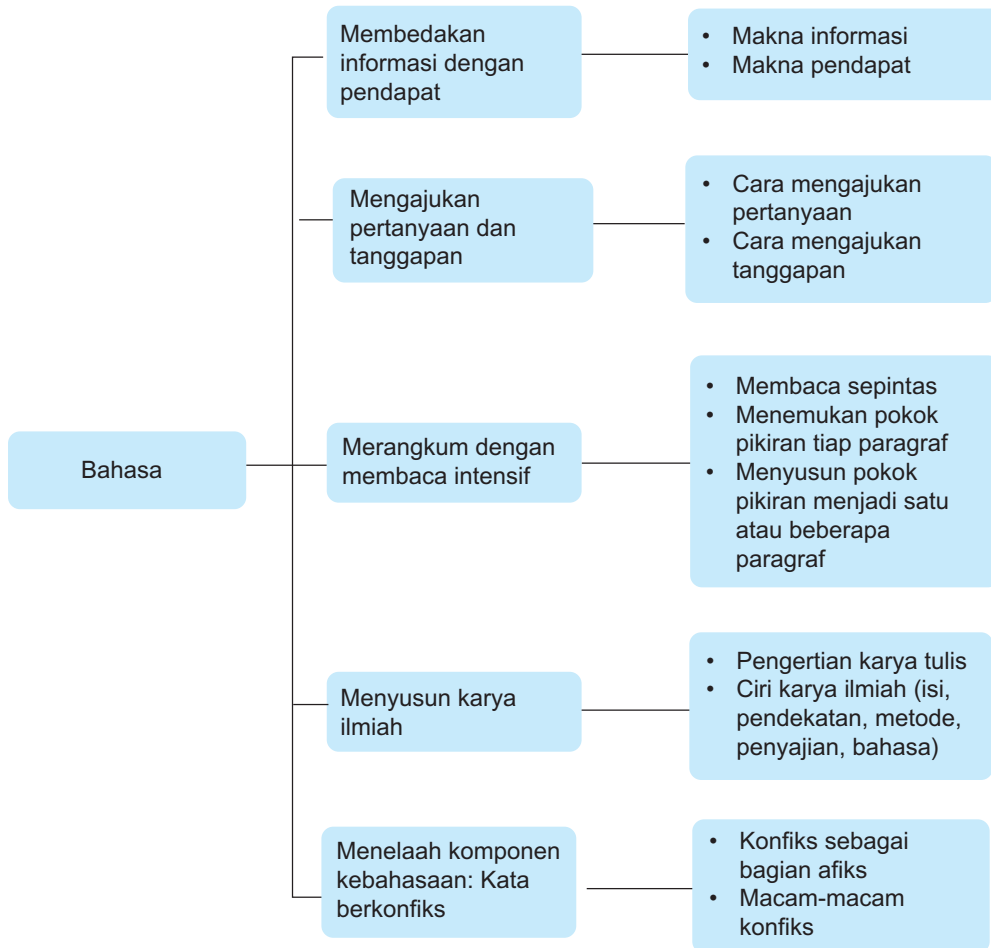 Membedakan
informasi dengan
pendapat
• Makna informasi
• Makna pendapat
Mengajukan
pertanyaan dan
tanggapan
• Cara mengajukan
pertanyaan
• Cara mengajukan
tanggapan
Bahasa
Merangkum dengan
membaca intensif
• Membaca sepintas
• Menemukan pokok
pikiran tiap paragraf
• Menyusun pokok
pikiran menjadi satu
atau beberapa
paragraf
Menyusun karya
ilmiah
• Pengertian karya tulis
• Ciri karya ilmiah (isi,
pendekatan, metode,
penyajian, bahasa)
Menelaah komponen
kebahasaan: Kata
berkonfiks
• Konfiks sebagai
bagian afiks
• Macam-macam
konfiks